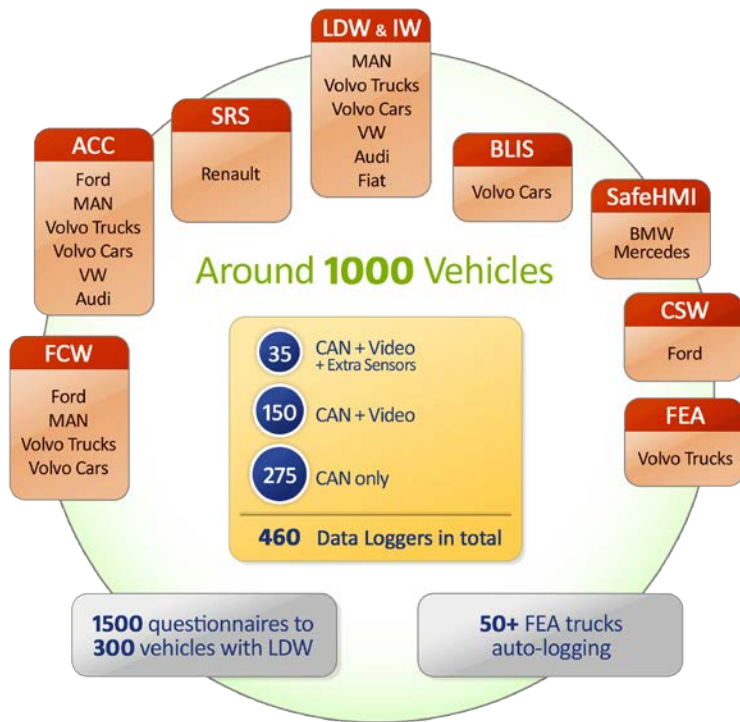 LDW & IW
MAN
Volvo Trucks
Volvo Cars
VW
Audi
Fiat
SRS
Renault
ACC
Ford
MAN
Volvo Trucks
Volvo Cars
VW
Audi
BLIS
Volvo Cars
SafeHMI
BMW
Mercedes
Around 1000 Vehicles
CSW
Ford
FCW
Ford
MAN
Volvo Trucks
Volvo Cars
FEA
Volvo Trucks
35 CAN + Video
+ Extra Sensors
150 CAN + Video
275 CAN only
460 Data Loggers in total
1500 questionnaires to
300 vehicles with LDW
50+ FEA trucks
auto-logging